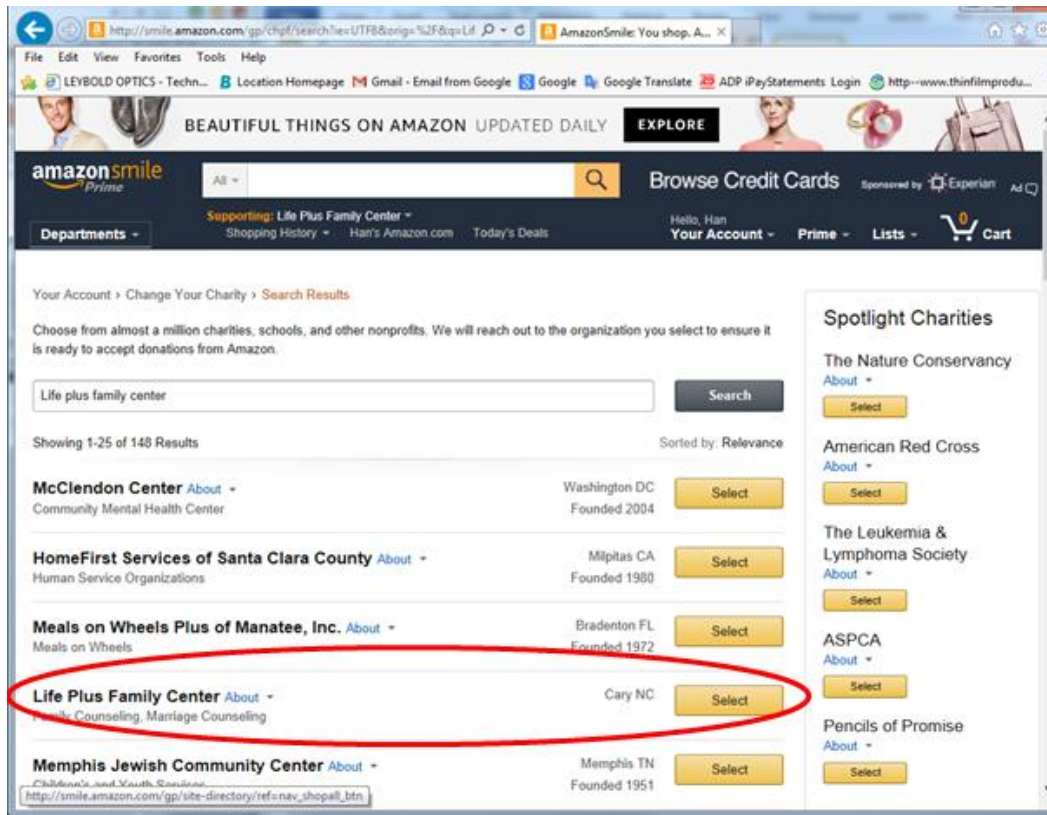 http://smile.amazon.com/gp/chpf/search?ie=UTF8&orig=%2F&q=Lif
AmazonSmile: You shop. A...
File Edit View Favorites Tools Help
LEYBOLD OPTICS - Techn... Location Homepage Gmail - Email from Google Google Google Translate ADP iPayStatements Login http--www.thinfilmprodu...
BEAUTIFUL THINGS ON AMAZON UPDATED DAILY EXPLORE
amazonsmile
Prime
All
Browse Credit Cards Sponsored by Experian Ad
Supporting: Life Plus Family Center
Departments
Shopping History Han's Amazon.com Today's Deals
Hello, Han
Your Account Prime Lists 0 Cart
Your Account › Change Your Charity › Search Results
Choose from almost a million charities, schools, and other nonprofits. We will reach out to the organization you select to ensure it
is ready to accept donations from Amazon.
Life plus family center Search
Showing 1-25 of 148 Results Sorted by: Relevance
McClendon Center About Washington DC Select
Community Mental Health Center Founded 2004
HomeFirst Services of Santa Clara County About Milpitas CA Select
Human Service Organizations Founded 1980
Meals on Wheels Plus of Manatee, Inc. About Bradenton FL Select
Meals on Wheels Founded 1972
Life Plus Family Center About Cary NC Select
Family Counseling, Marriage Counseling
Memphis Jewish Community Center About Memphis TN Select
Children's and Youth Services Founded 1951
http://smile.amazon.com/gp/site-directory/ref=nav_shopall_btn
Spotlight Charities
The Nature Conservancy
About
Select
American Red Cross
About
Select
The Leukemia &
Lymphoma Society
About
Select
ASPCA
About
Select
Pencils of Promise
About
Select